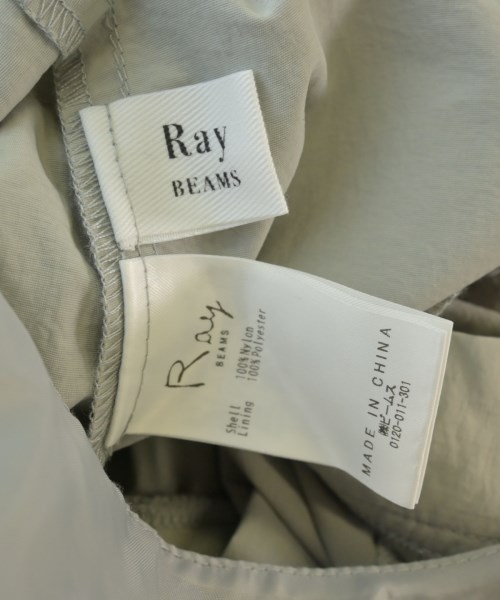 Ray
BEAMS
Ray
BEAMS
Shell 100%Nylon
Lining 100%Polyester
MADE IN CHINA
㈱ビームス
0120-011-301